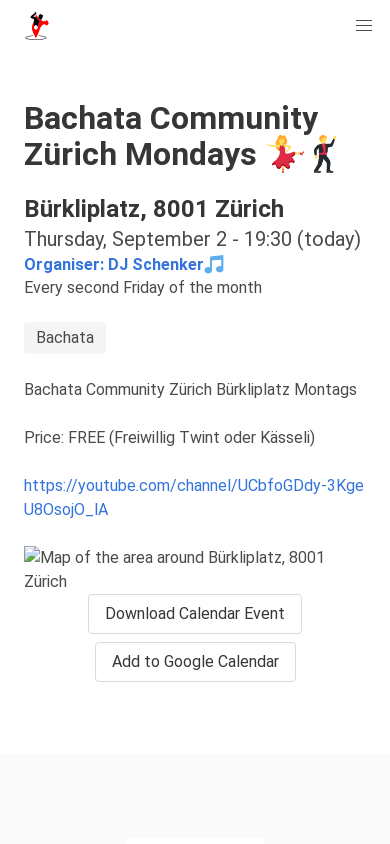 Bachata Community
Zürich Mondays 💃🕺
Bürkliplatz, 8001 Zürich
Thursday, September 2 - 19:30 (today)
Organiser: DJ Schenker🎵
Every second Friday of the month
Bachata
Bachata Community Zürich Bürkliplatz Montags
Price: FREE (Freiwillig Twint oder Kässeli)
https://youtube.com/channel/UCbfoGDdy-3Kge
U8OsojO_lA
Map of the area around Bürkliplatz, 8001
Zürich
Download Calendar Event
Add to Google Calendar